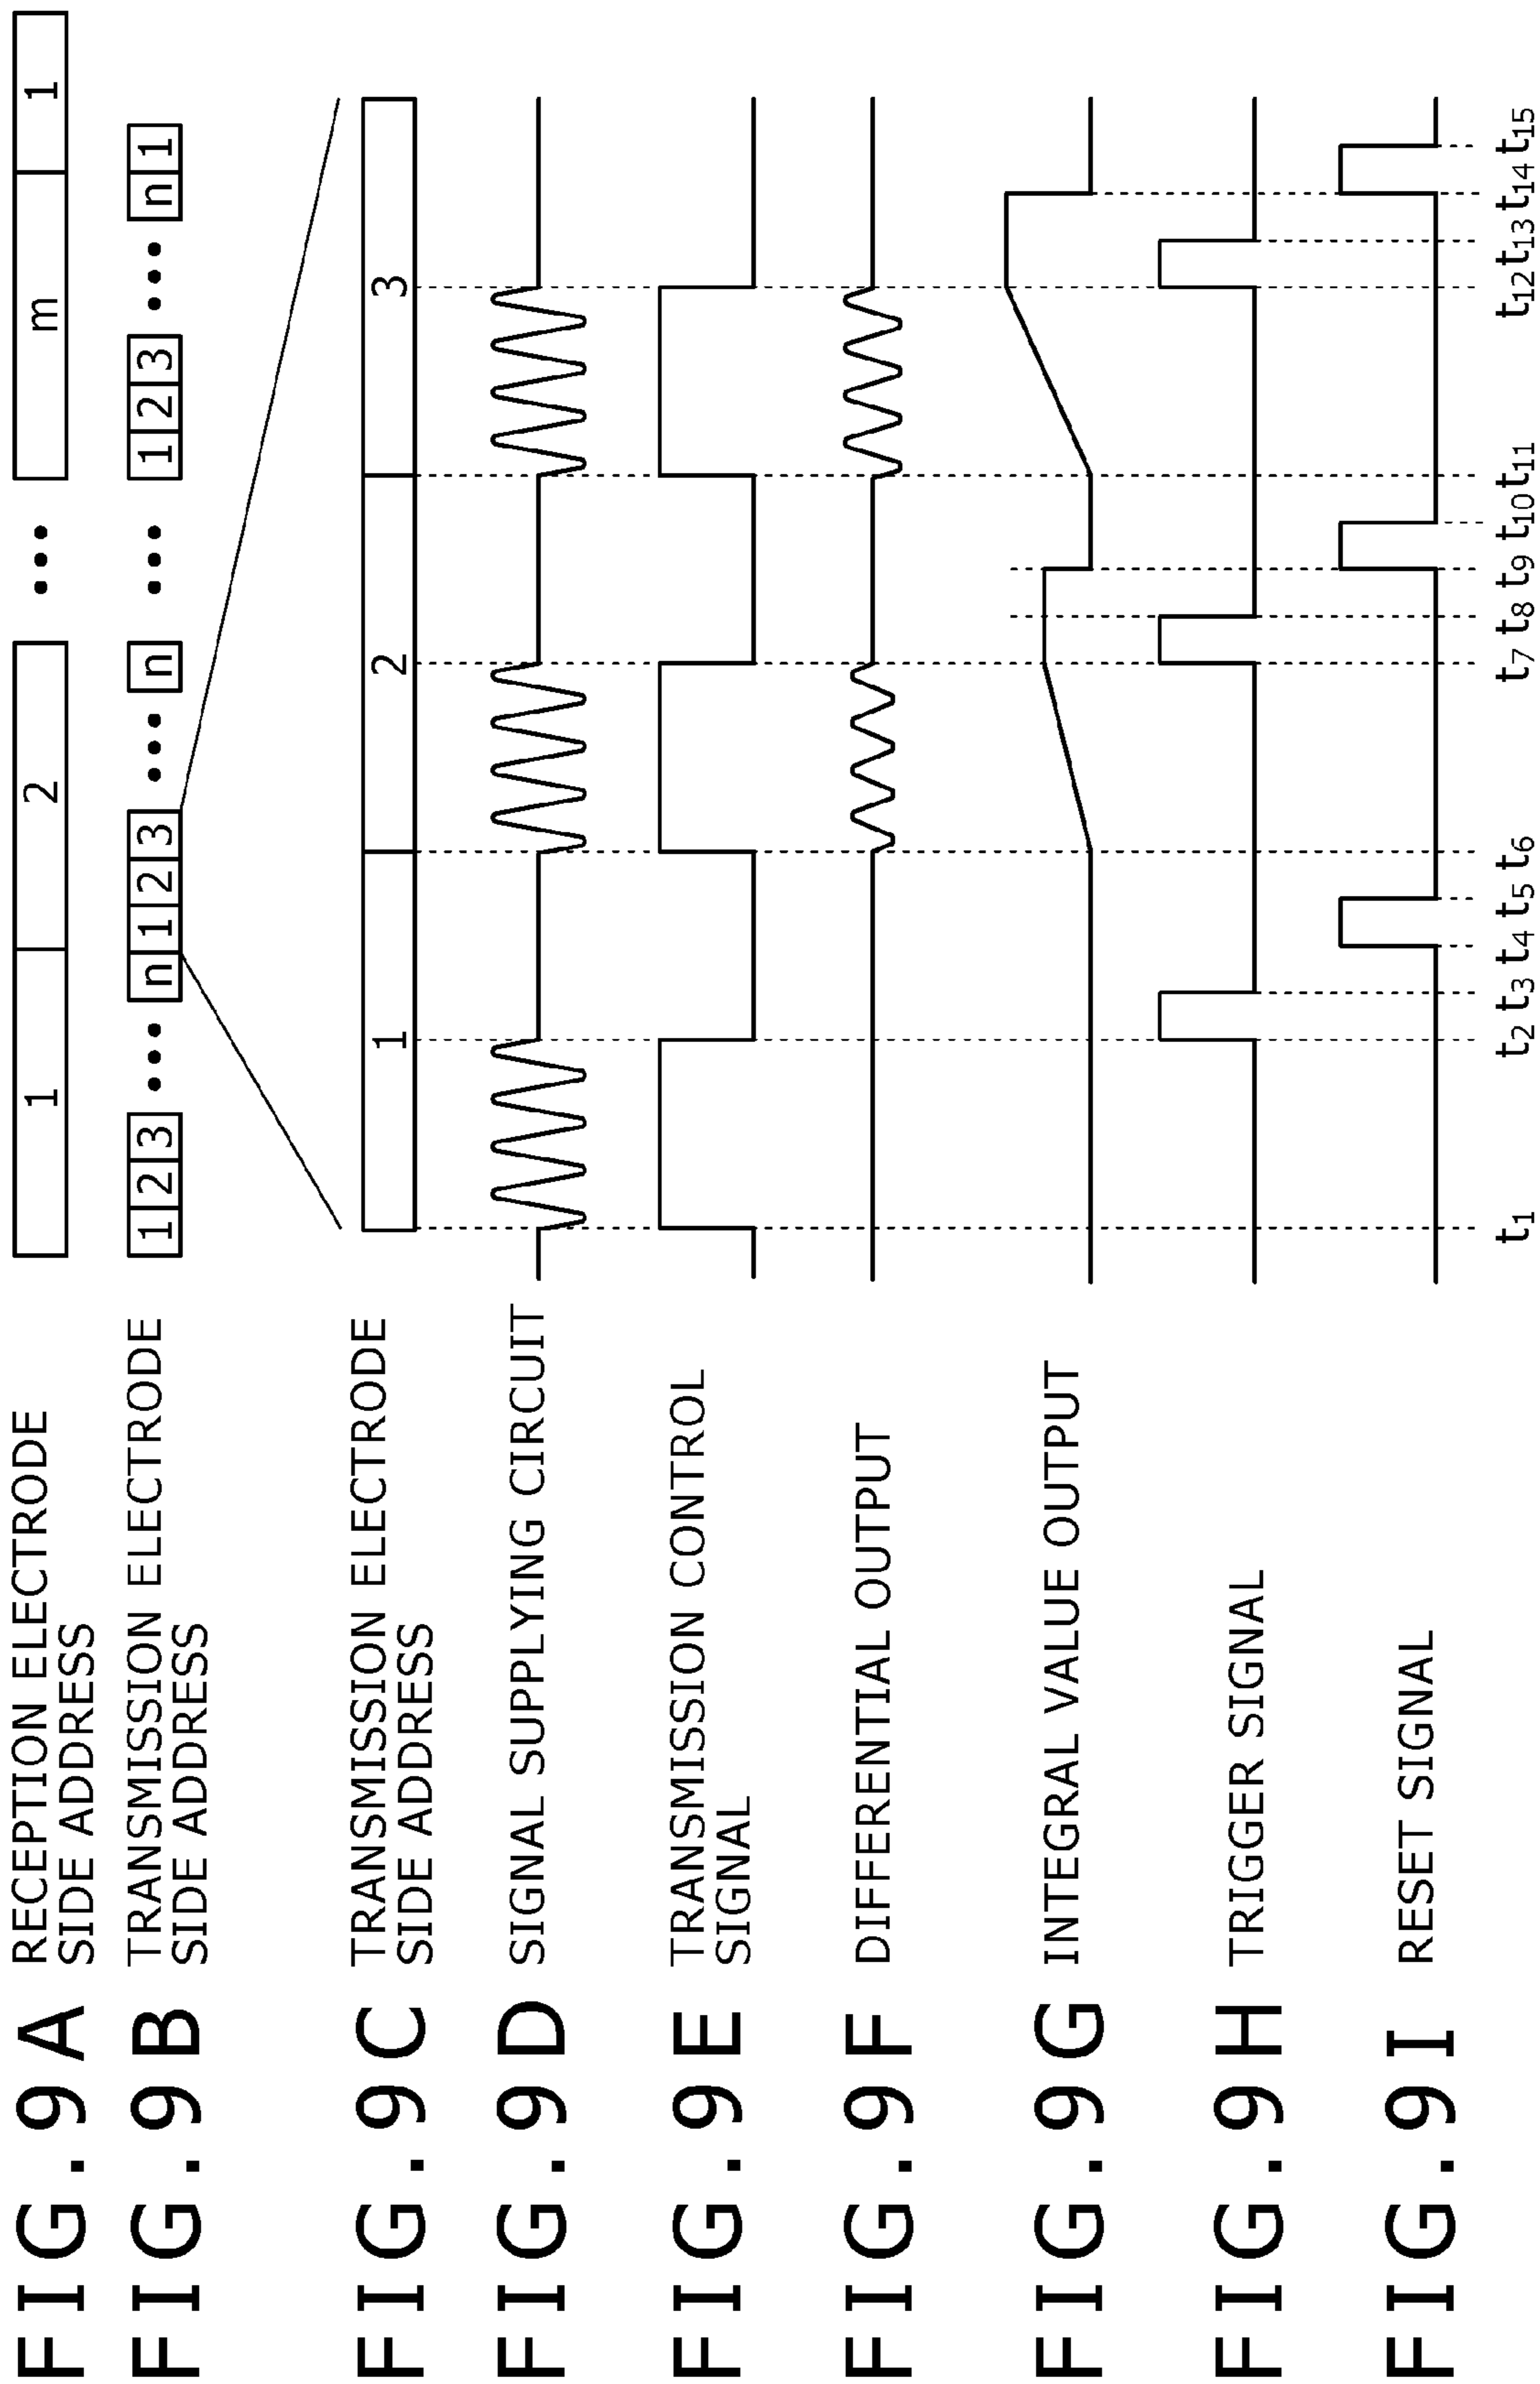 FIG.9A RECEPTION ELECTRODE
SIDE ADDRESS
1 2 ••• m 1
FIG.9B TRANSMISSION ELECTRODE
SIDE ADDRESS
1 2 3 ••• n 1 2 3 ••• n ••• 1 2 3 ••• n 1
FIG.9C TRANSMISSION ELECTRODE
SIDE ADDRESS
1 2 3
FIG.9D SIGNAL SUPPLYING CIRCUIT
FIG.9E TRANSMISSION CONTROL
SIGNAL
FIG.9F DIFFERENTIAL OUTPUT
FIG.9G INTEGRAL VALUE OUTPUT
FIG.9H TRIGGER SIGNAL
FIG.9I RESET SIGNAL
t1 t2 t3 t4 t5 t6 t7 t8 t9 t10 t11 t12 t13 t14 t15